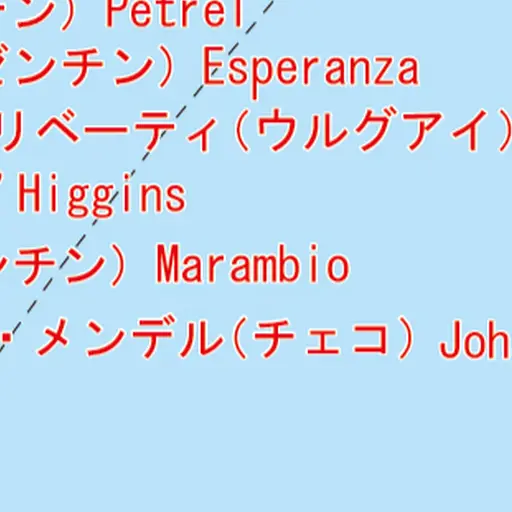 ン) Petrel
ゼンチン) Esperanza
リベーティ(ウルグアイ)
Higgins
ンチン) Marambio
・メンデル(チェコ) Joh